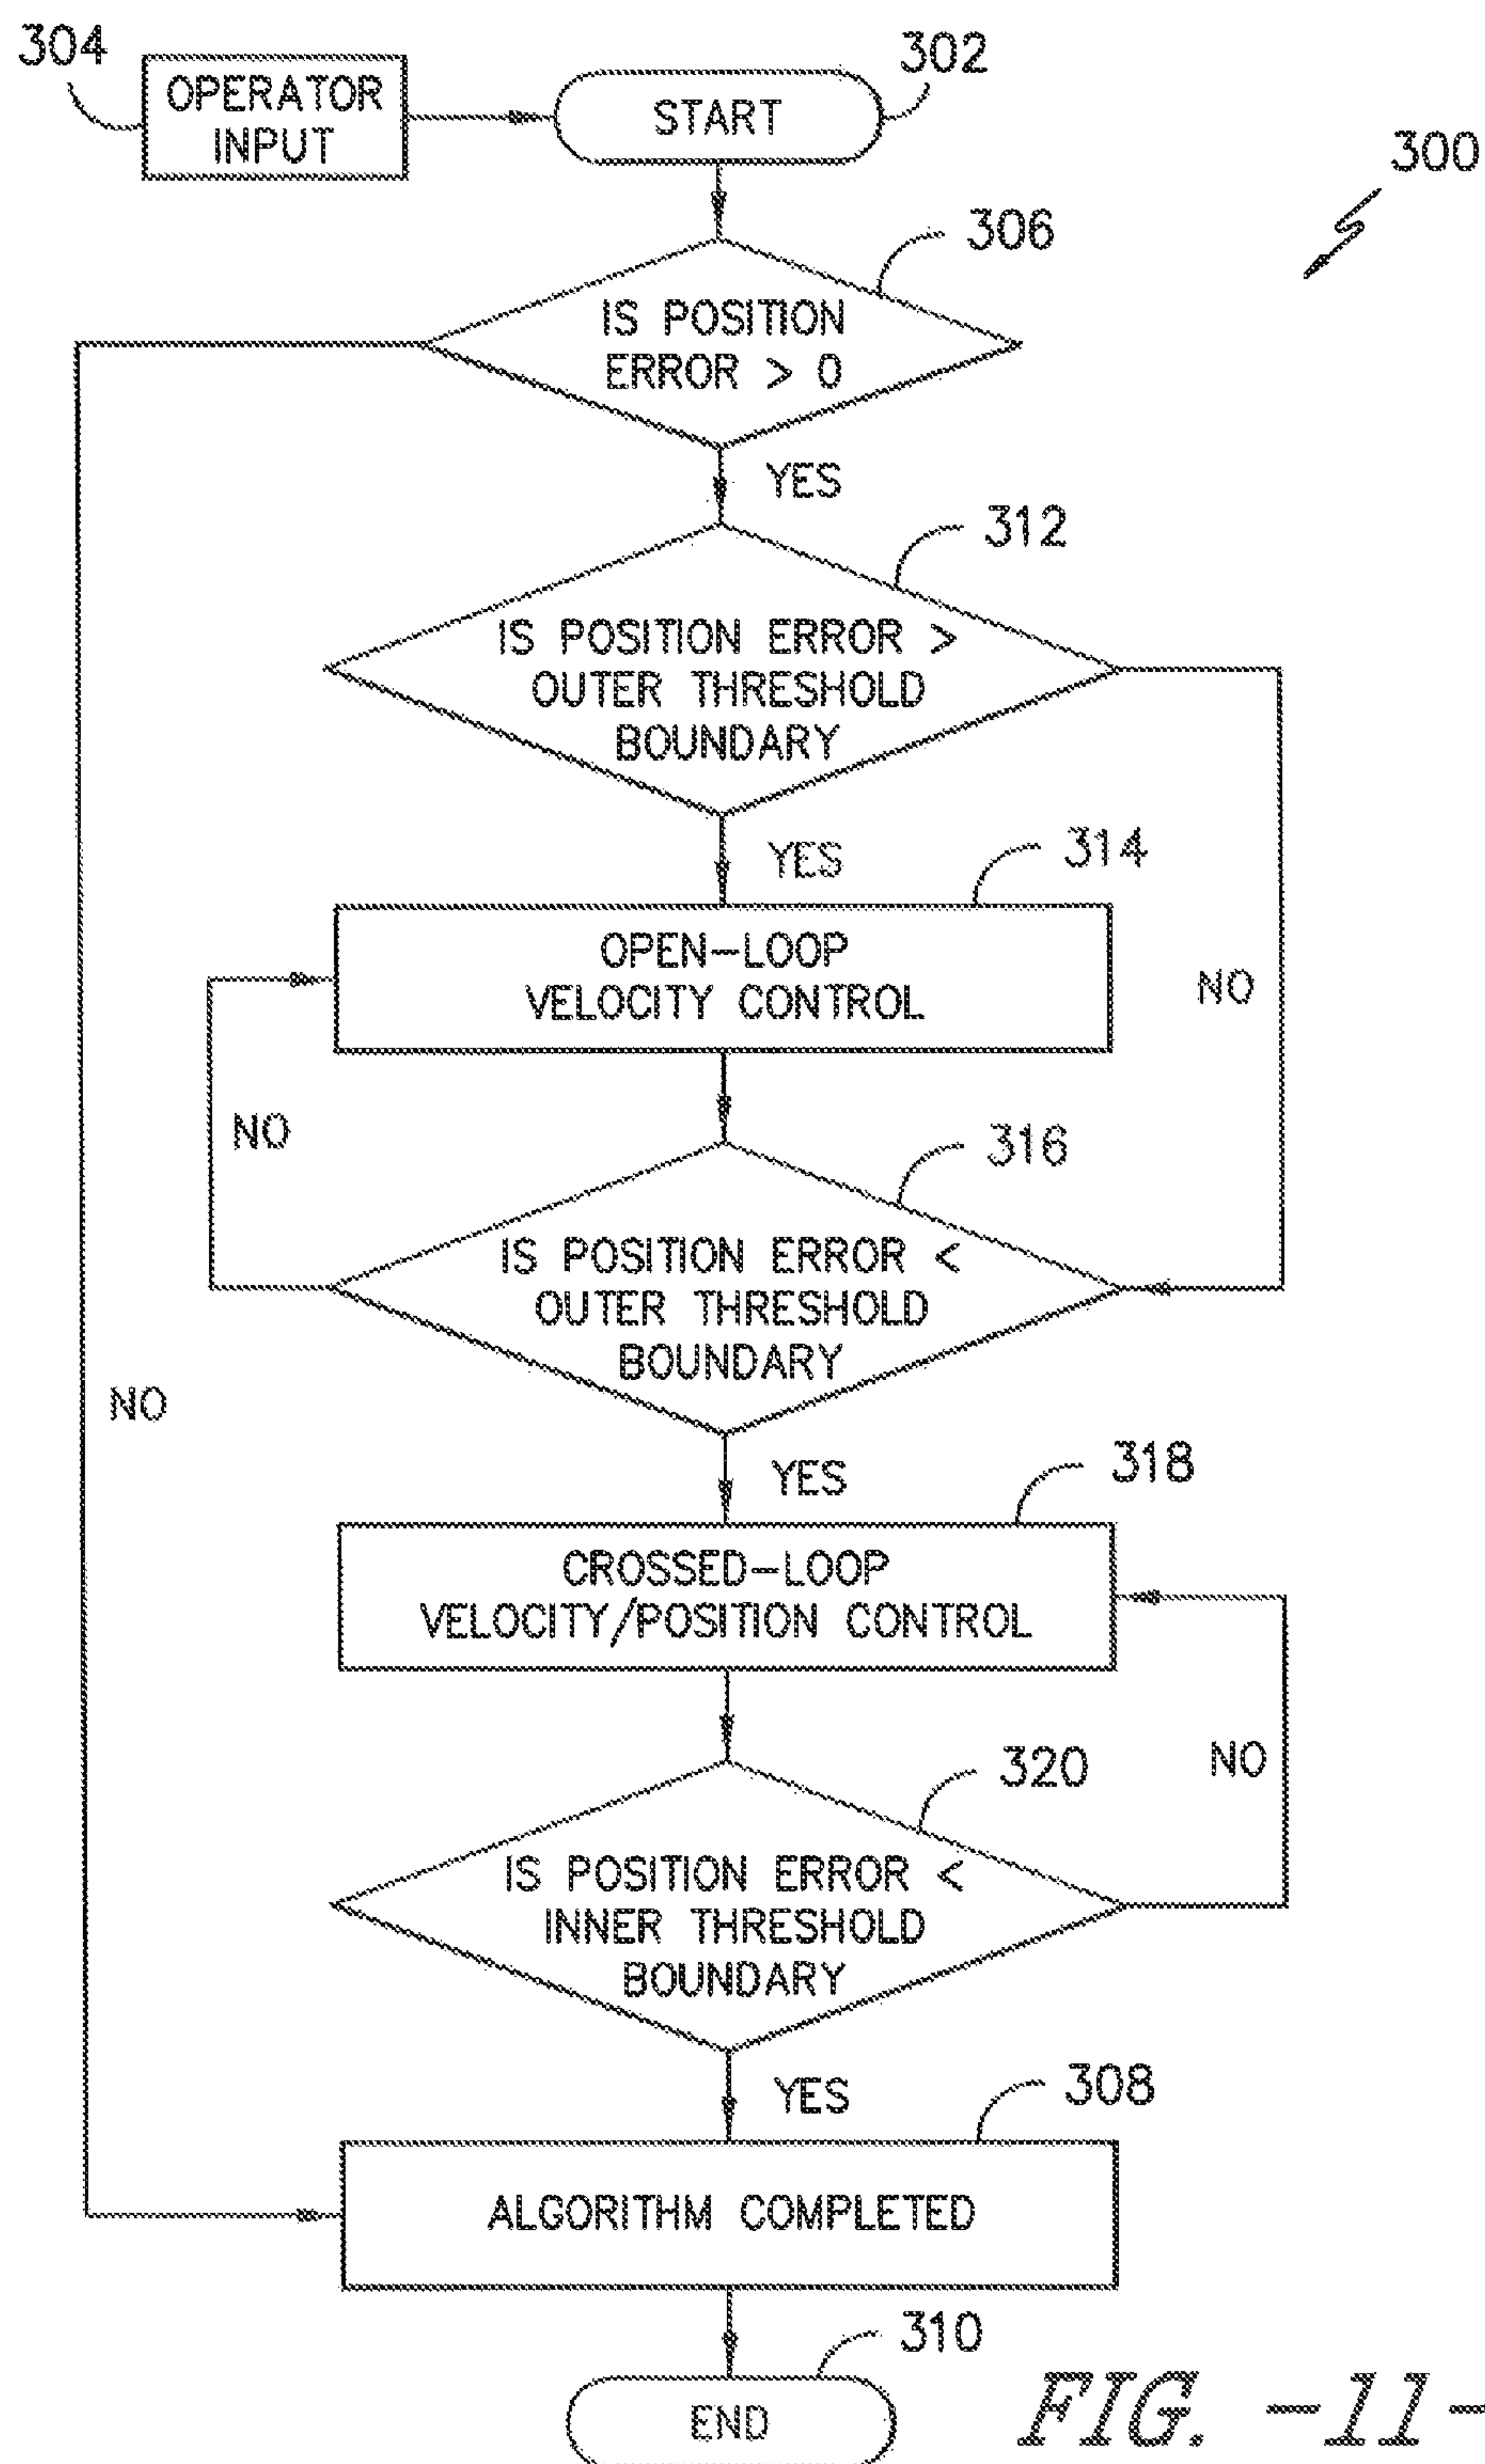 304
OPERATOR
INPUT
START
302
300
306
IS POSITION
ERROR > 0
YES
312
IS POSITION ERROR >
OUTER THRESHOLD
BOUNDARY
YES
314
OPEN-LOOP
VELOCITY CONTROL
NO
NO
316
IS POSITION ERROR <
OUTER THRESHOLD
BOUNDARY
NO
YES
318
CROSSED-LOOP
VELOCITY/POSITION CONTROL
320
NO
IS POSITION ERROR <
INNER THRESHOLD
BOUNDARY
YES
308
ALGORITHM COMPLETED
310
END
FIG. -11-